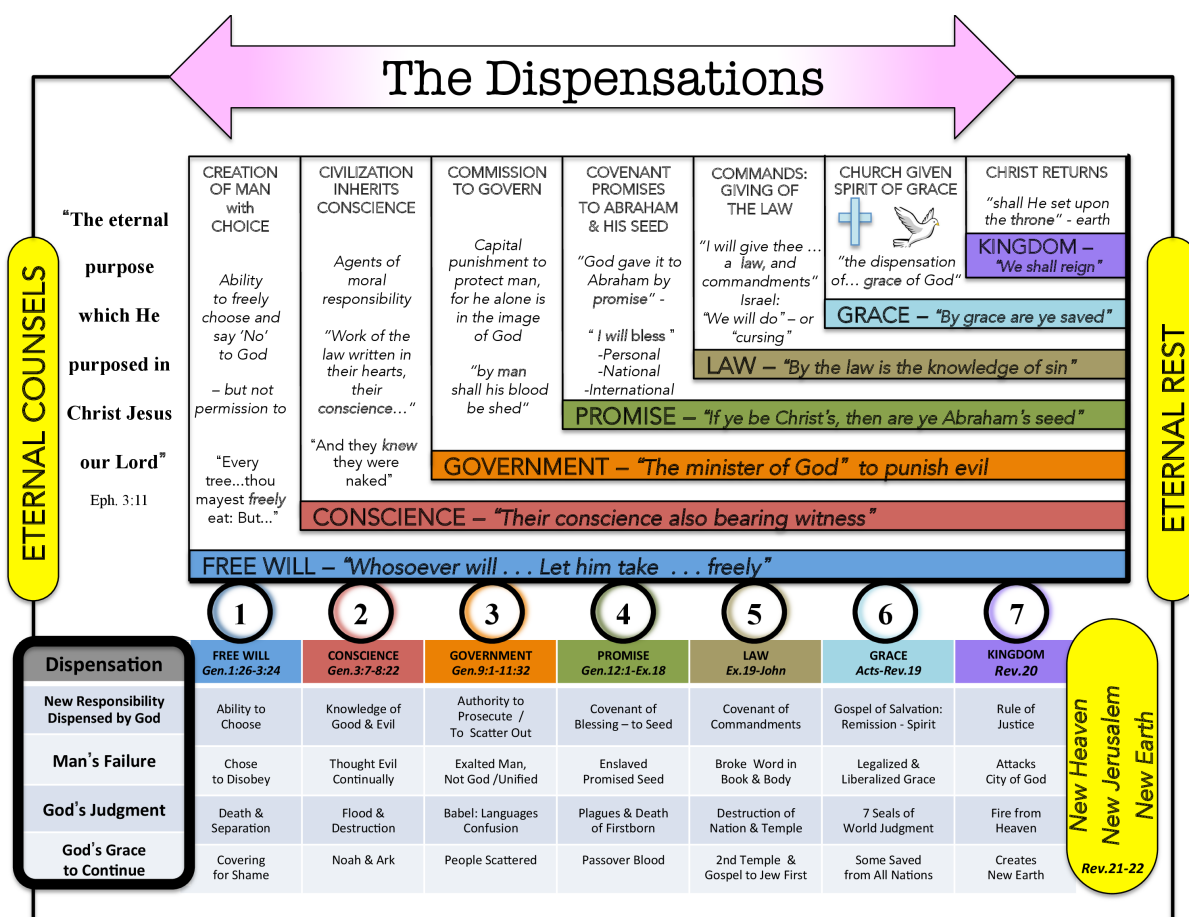 The Dispensations
"The eternal
purpose
which He
purposed in
Christ Jesus
our Lord"
Eph. 3:11
ETERNAL COUNSELS
CREATION
OF MAN
with
CHOICE
Ability
to freely
choose and
say 'No'
to God
– but not
permission to
"Every
tree...thou
mayest freely
eat: But..."
CIVILIZATION
INHERITS
CONSCIENCE
Agents of
moral
responsibility
"Work of the
law written in
their hearts,
their
conscience..."
"And they knew
they were
naked"
COMMISSION
TO GOVERN
Capital
punishment to
protect man,
for he alone is
in the image
of God
"by man
shall his blood
be shed"
COVENANT
PROMISES
TO ABRAHAM
& HIS SEED
"God gave it to
Abraham by
promise" -
" I will bless "
-Personal
-National
-International
COMMANDS:
GIVING OF
THE LAW
"I will give thee ...
a law, and
commandments"
Israel:
"We will do" – or
"cursing"
CHURCH GIVEN
SPIRIT OF GRACE
"the dispensation
of... grace of God"
CHRIST RETURNS
"shall He set upon
the throne" - earth
KINGDOM –
"We shall reign"
GRACE – "By grace are ye saved"
LAW – "By the law is the knowledge of sin"
PROMISE – "If ye be Christ's, then are ye Abraham's seed"
GOVERNMENT – "The minister of God" to punish evil
CONSCIENCE – "Their conscience also bearing witness"
FREE WILL – "Whosoever will . . . Let him take . . . freely"
ETERNAL REST
1 2 3 4 5 6 7
Dispensation
FREE WILL
Gen.1:26-3:24
CONSCIENCE
Gen.3:7-8:22
GOVERNMENT
Gen.9:1-11:32
PROMISE
Gen.12:1-Ex.18
LAW
Ex.19-John
GRACE
Acts-Rev.19
KINGDOM
Rev.20
New Responsibility
Dispensed by God
Ability to
Choose
Knowledge of
Good & Evil
Authority to
Prosecute /
To Scatter Out
Covenant of
Blessing – to Seed
Covenant of
Commandments
Gospel of Salvation:
Remission - Spirit
Rule of
Justice
Man's Failure
Chose
to Disobey
Thought Evil
Continually
Exalted Man,
Not God /Unified
Enslaved
Promised Seed
Broke Word in
Book & Body
Legalized &
Liberalized Grace
Attacks
City of God
God's Judgment
Death &
Separation
Flood &
Destruction
Babel: Languages
Confusion
Plagues & Death
of Firstborn
Destruction of
Nation & Temple
7 Seals of
World Judgment
Fire from
Heaven
God's Grace
to Continue
Covering
for Shame
Noah & Ark
People Scattered
Passover Blood
2nd Temple &
Gospel to Jew First
Some Saved
from All Nations
Creates
New Earth
New Heaven
New Jerusalem
New Earth
Rev.21-22